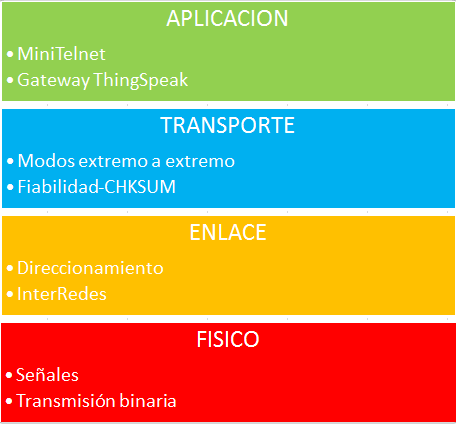 APLICACION
• MiniTelnet
• Gateway ThingSpeak
TRANSPORTE
• Modos extremo a extremo
• Fiabilidad-CHKSUM
ENLACE
• Direccionamiento
• InterRedes
FISICO
• Señales
• Transmisión binaria